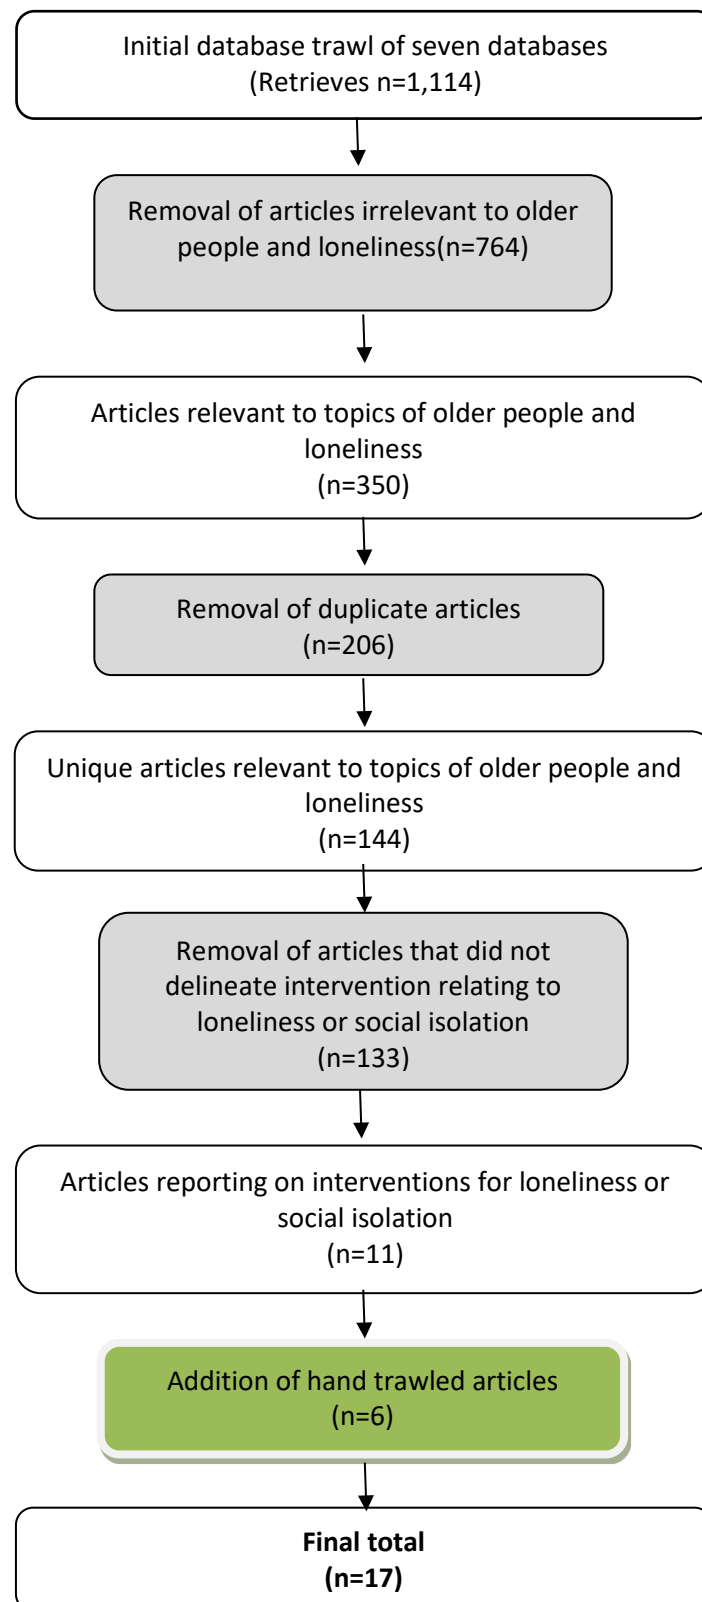 Initial database trawl of seven databases
(Retrieves n=1,114)
Removal of articles irrelevant to older
people and loneliness(n=764)
Articles relevant to topics of older people and
loneliness
(n=350)
Removal of duplicate articles
(n=206)
Unique articles relevant to topics of older people and
loneliness
(n=144)
Removal of articles that did not
delineate intervention relating to
loneliness or social isolation
(n=133)
Articles reporting on interventions for loneliness or
social isolation
(n=11)
Addition of hand trawled articles
(n=6)
Final total
(n=17)